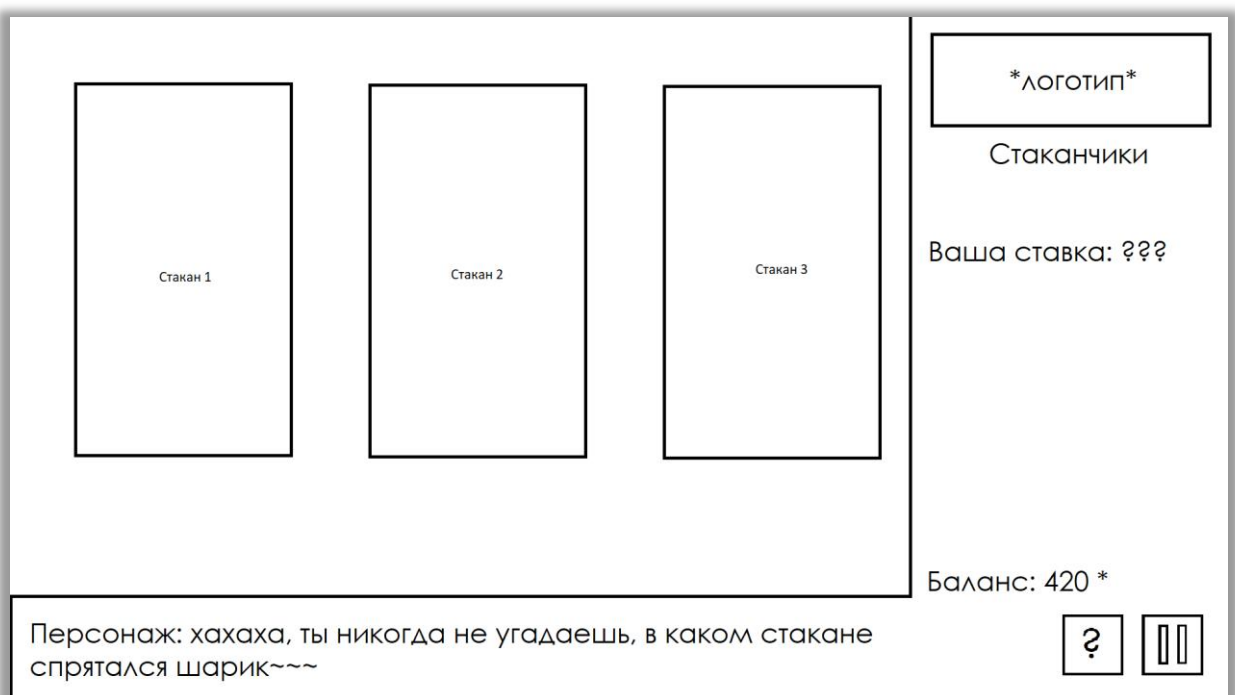 *логотип*
Стаканчики
Стакан 1
Стакан 2
Стакан 3
Ваша ставка: ???
Баланс: 420 *
Персонаж: хахаха, ты никогда не угадаешь, в каком стакане
спрятался шарик~~~
?